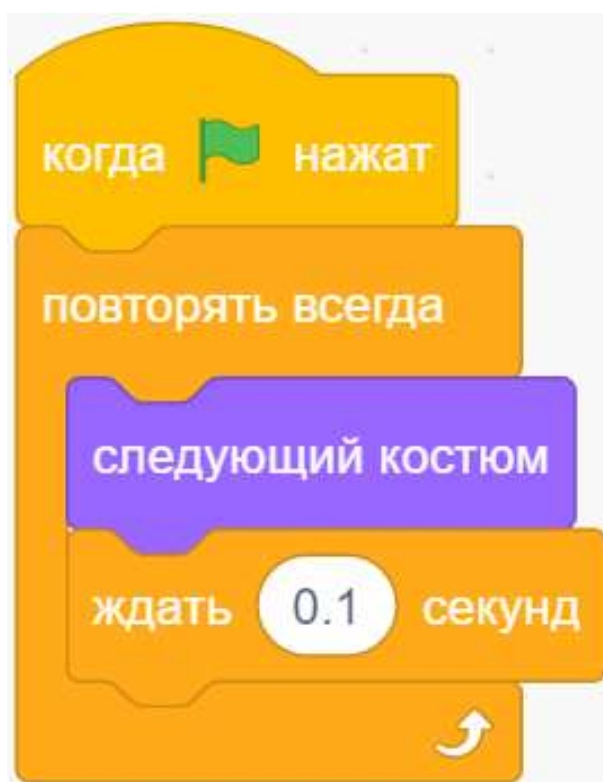 когда нажат
повторять всегда
следующий костюм
ждать 0.1 секунд